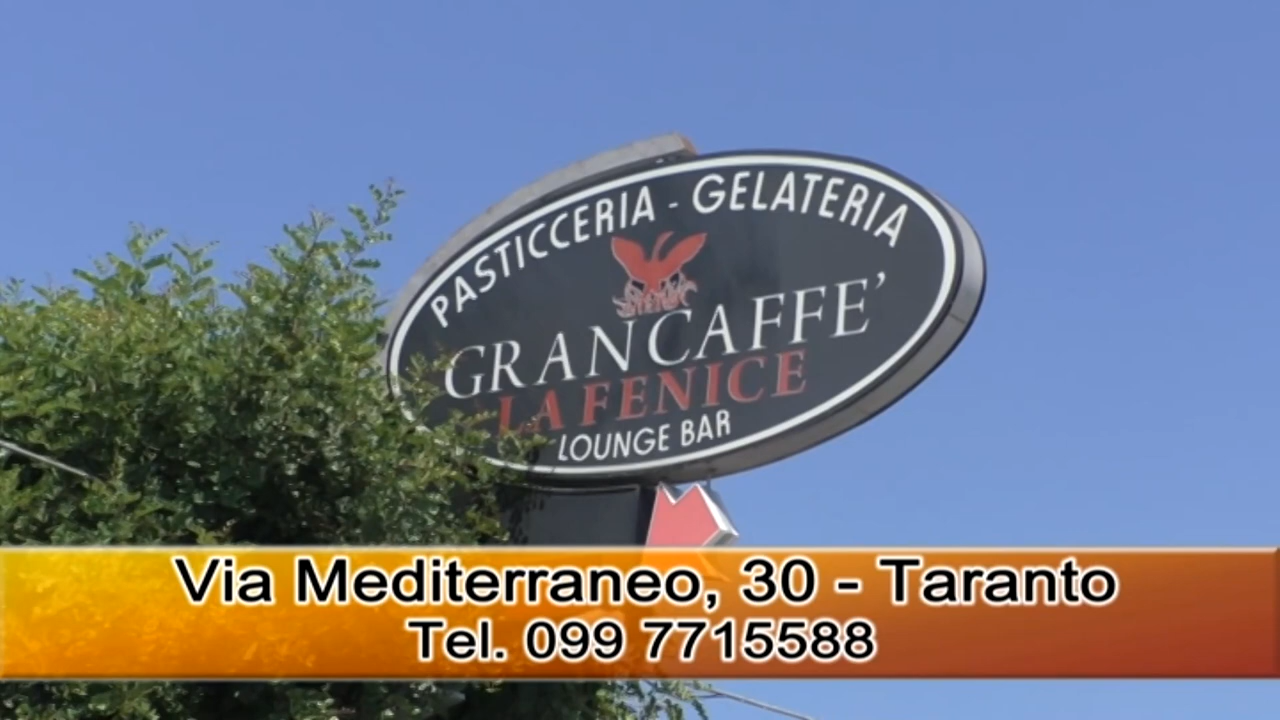 PASTICCERIA - GELATERIA
GRAN CAFFE'
LA FENICE
LOUNGE BAR
Via Mediterraneo, 30 - Taranto
Tel. 099 7715588